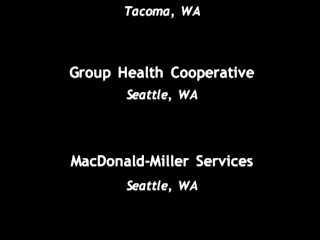 Tacoma, WA
Group Health Cooperative
Seattle, WA
MacDonald-Miller Services
Seattle, WA